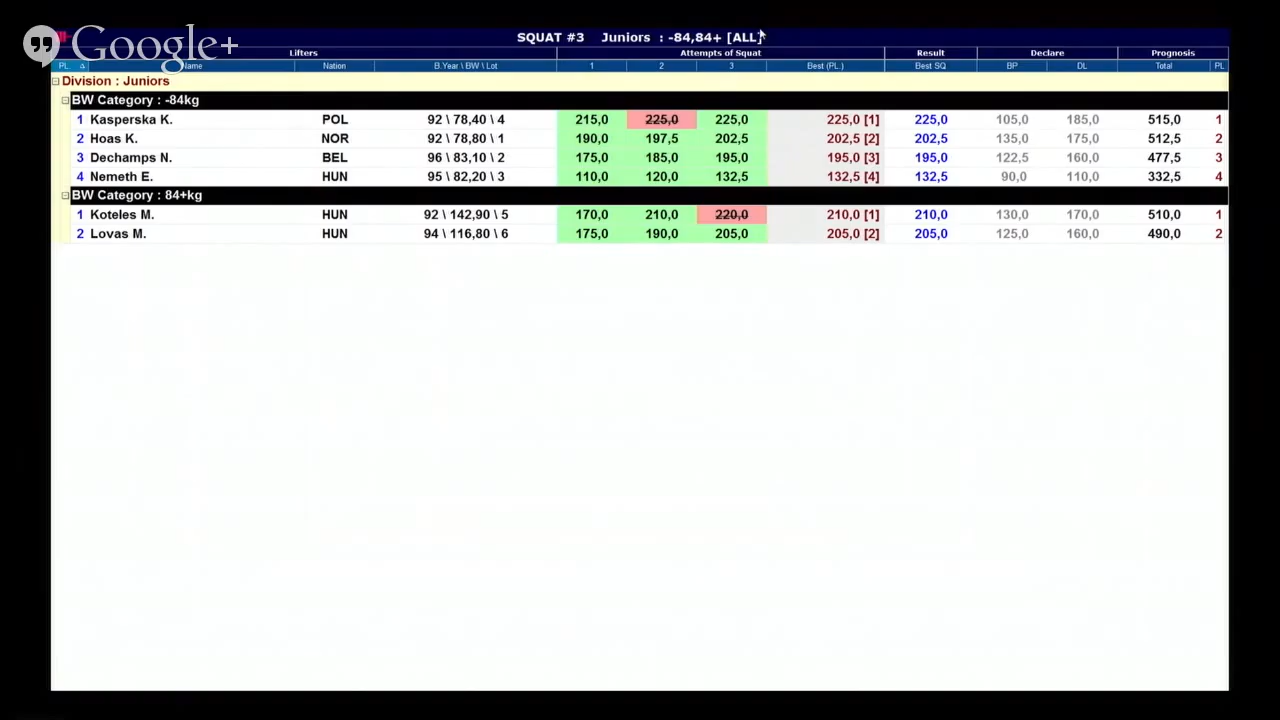 Google+
SQUAT #3 Juniors : -84,84+ [ALL]
Lifters Attempts of Squat Result Declare Prognosis
PL. Name Nation B.Year \ BW \ Lot 1 2 3 Best (PL.) Best SQ BP DL Total PL
Division : Juniors
BW Category : -84kg
1 Kasperska K. POL 92 \ 78,40 \ 4 215,0 225,0 225,0 225,0 [1] 225,0 105,0 185,0 515,0 1
2 Hoas K. NOR 92 \ 78,80 \ 1 190,0 197,5 202,5 202,5 [2] 202,5 135,0 175,0 512,5 2
3 Dechamps N. BEL 96 \ 83,10 \ 2 175,0 185,0 195,0 195,0 [3] 195,0 122,5 160,0 477,5 3
4 Nemeth E. HUN 95 \ 82,20 \ 3 110,0 120,0 132,5 132,5 [4] 132,5 90,0 110,0 332,5 4
BW Category : 84+kg
1 Koteles M. HUN 92 \ 142,90 \ 5 170,0 210,0 220,0 210,0 [1] 210,0 130,0 170,0 510,0 1
2 Lovas M. HUN 94 \ 116,80 \ 6 175,0 190,0 205,0 205,0 [2] 205,0 125,0 160,0 490,0 2